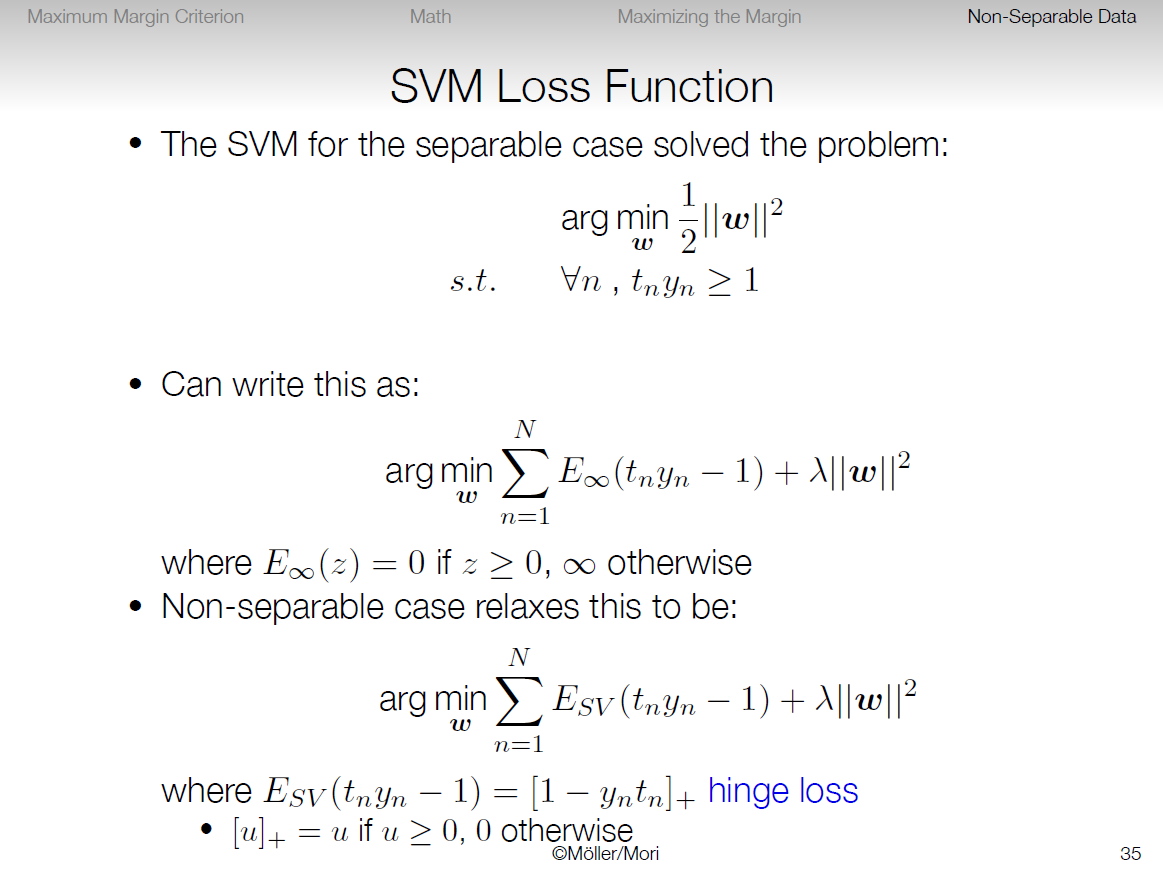 Maximum Margin Criterion Math Maximizing the Margin Non-Separable Data
SVM Loss Function
• The SVM for the separable case solved the problem:
arg min_w 1/2 ||w||²
s.t. ∀n , t_n y_n ≥ 1
• Can write this as:
arg min_w ∑_{n=1}^{N} E_∞(t_n y_n − 1) + λ||w||²
where E_∞(z) = 0 if z ≥ 0, ∞ otherwise
• Non-separable case relaxes this to be:
arg min_w ∑_{n=1}^{N} E_{SV}(t_n y_n − 1) + λ||w||²
where E_{SV}(t_n y_n − 1) = [1 − y_n t_n]_+ hinge loss
• [u]_+ = u if u ≥ 0, 0 otherwise
©Möller/Mori 35